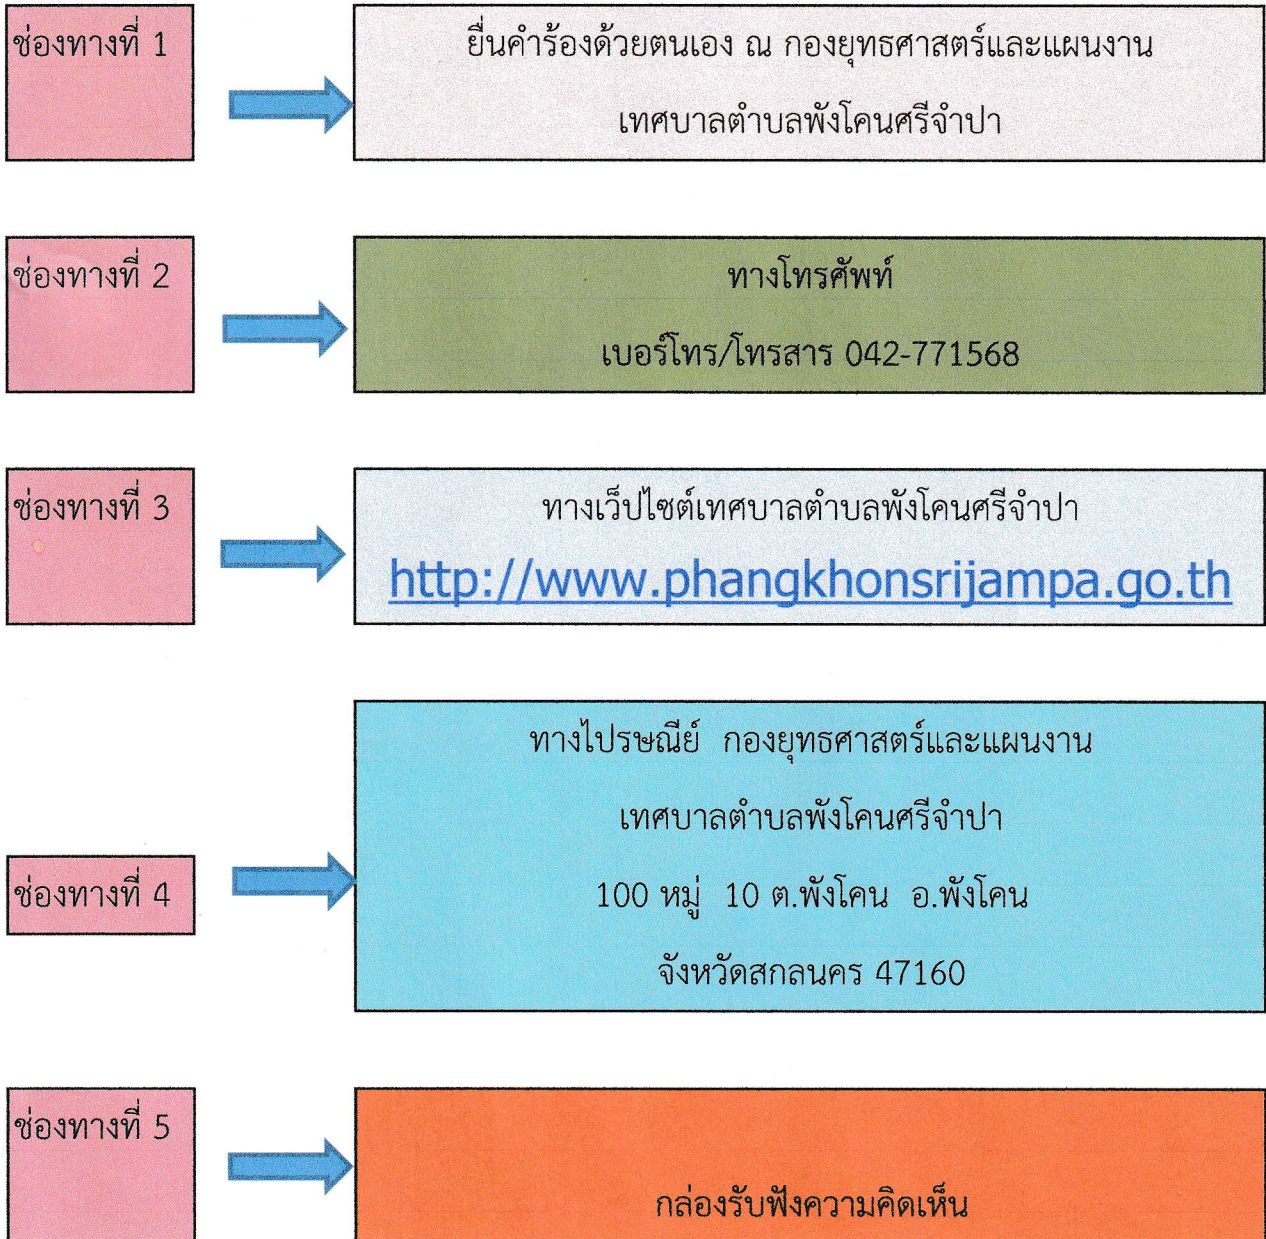 ช่องทางที่ 1
ยื่นคำร้องด้วยตนเอง ณ กองยุทธศาสตร์และแผนงาน
เทศบาลตำบลพังโคนศรีจำปา
ช่องทางที่ 2
ทางโทรศัพท์
เบอร์โทร/โทรสาร 042-771568
ช่องทางที่ 3
ทางเว็ปไซต์เทศบาลตำบลพังโคนศรีจำปา
http://www.phangkhonsrijampa.go.th
ช่องทางที่ 4
ทางไปรษณีย์ กองยุทธศาสตร์และแผนงาน
เทศบาลตำบลพังโคนศรีจำปา
100 หมู่ 10 ต.พังโคน อ.พังโคน
จังหวัดสกลนคร 47160
ช่องทางที่ 5
กล่องรับฟังความคิดเห็น